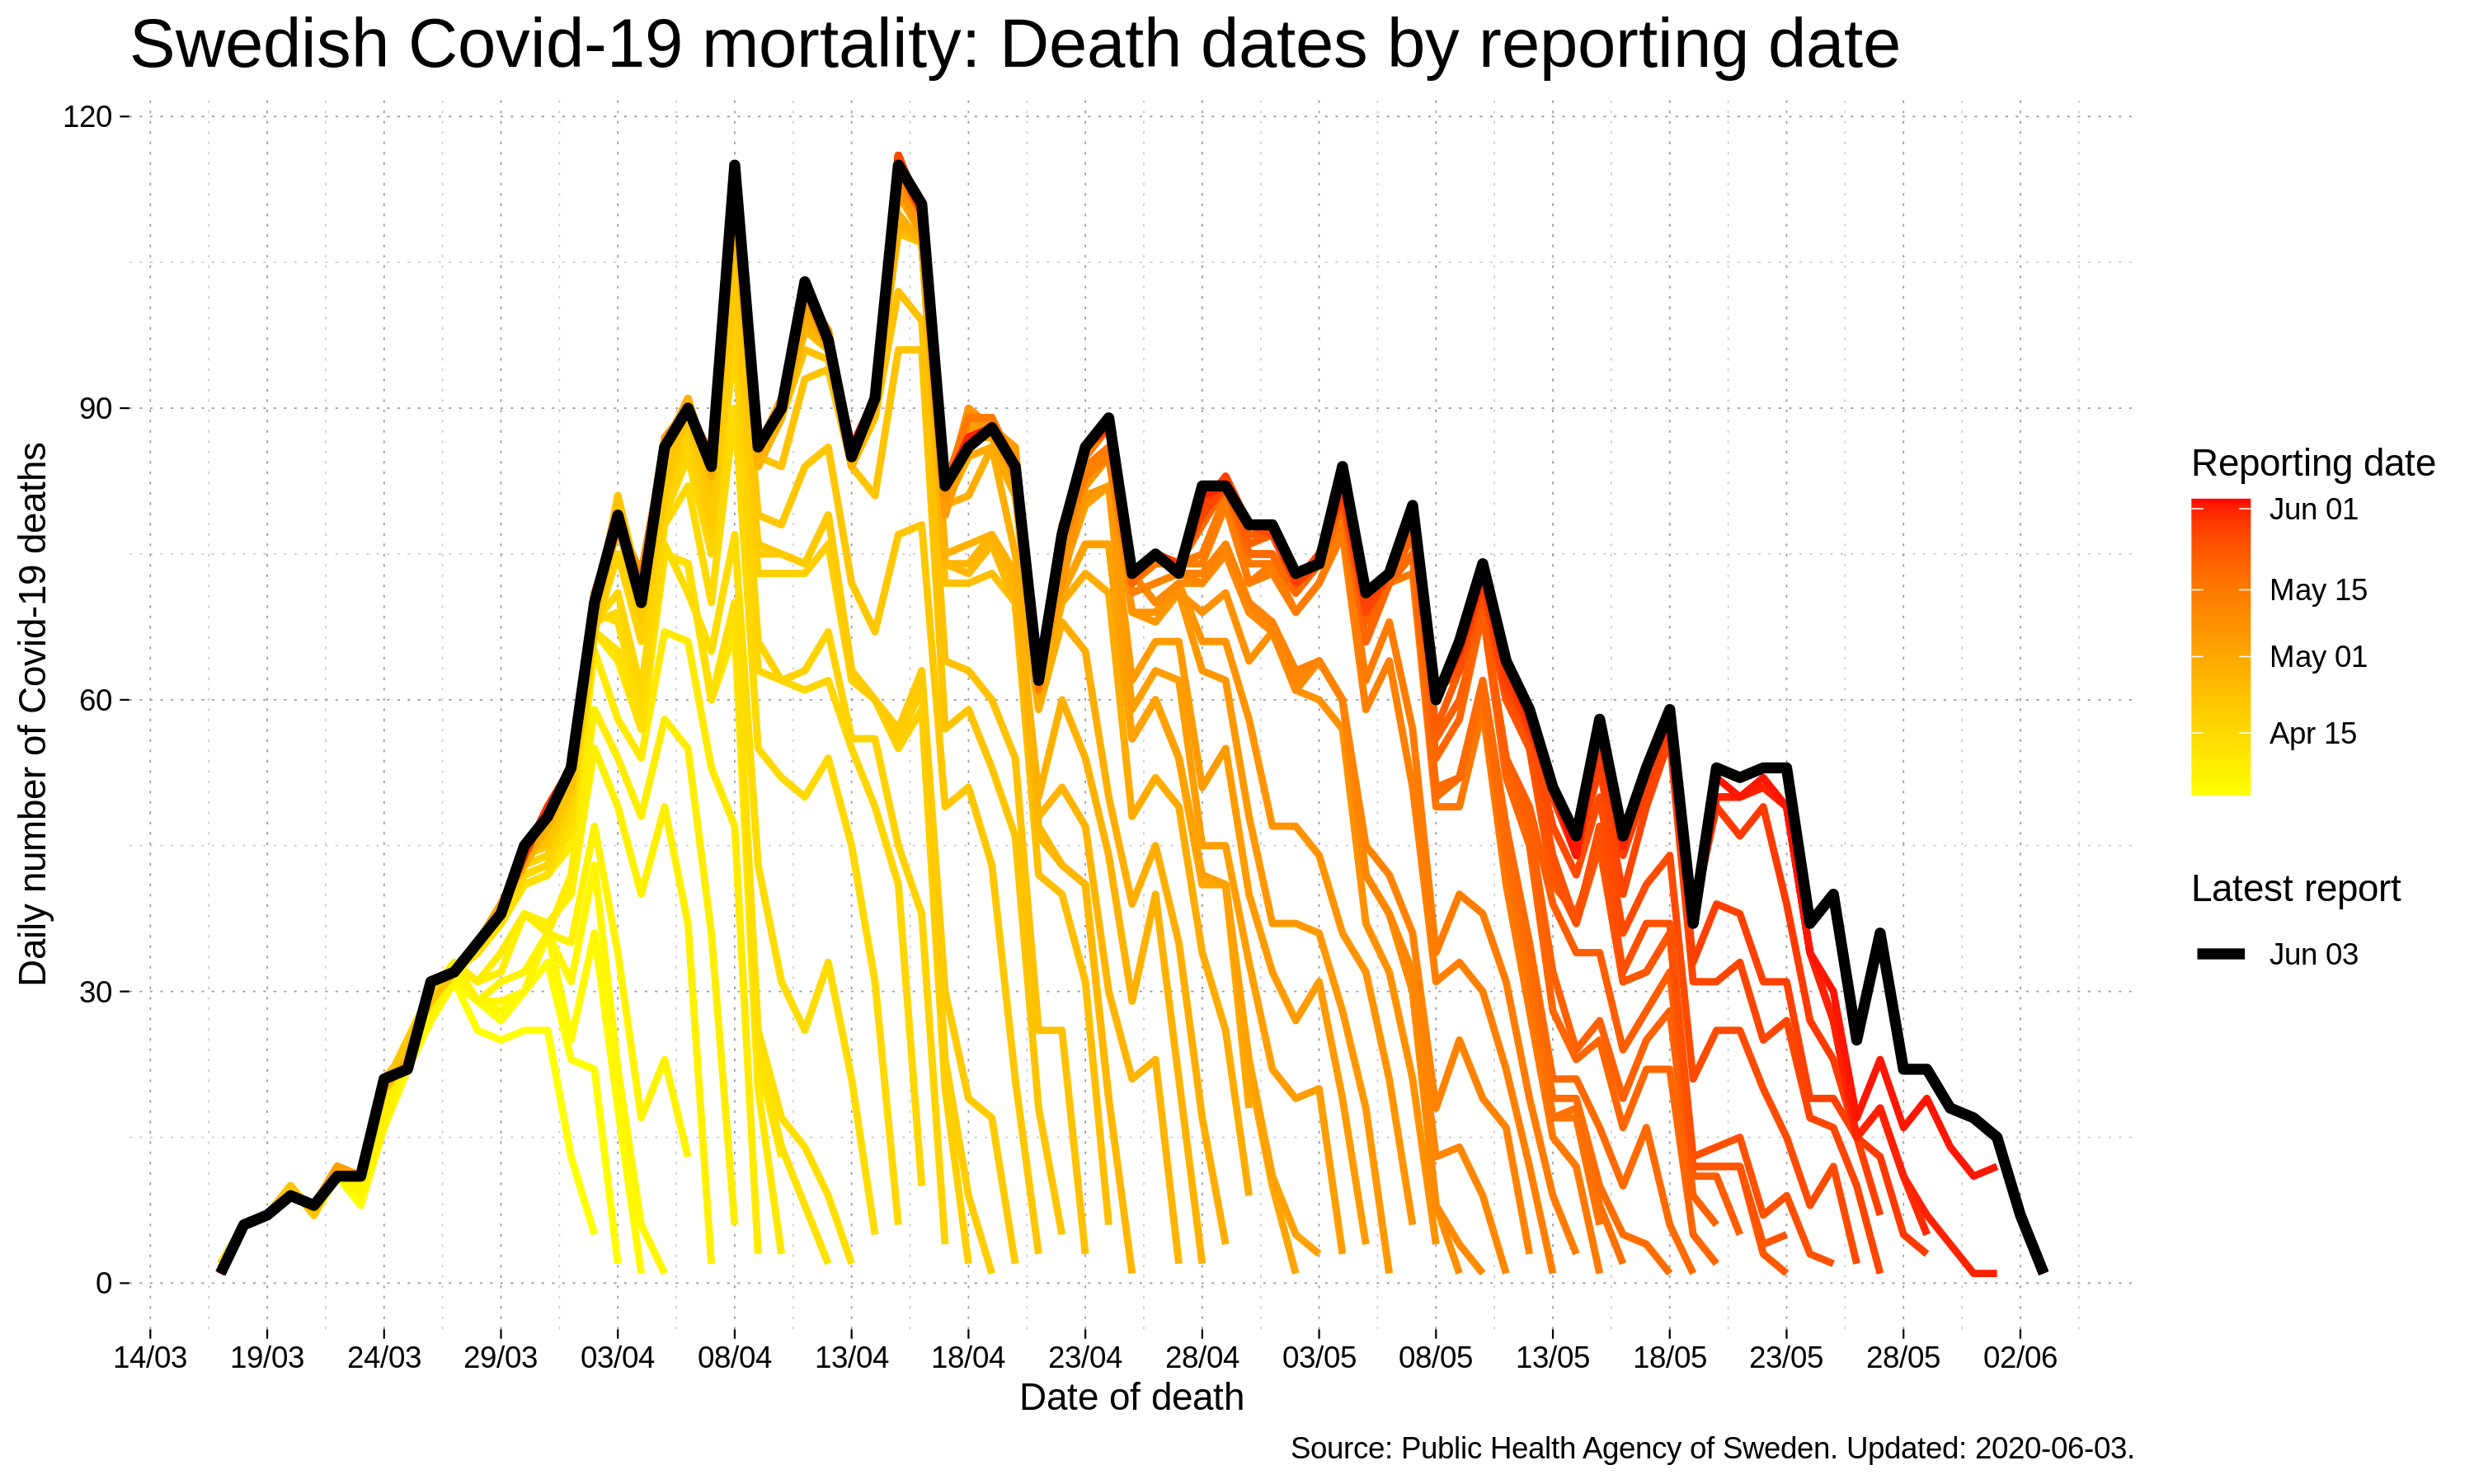 Swedish Covid-19 mortality: Death dates by reporting date
Daily number of Covid-19 deaths
120
90
60
30
0
14/03 19/03 24/03 29/03 03/04 08/04 13/04 18/04 23/04 28/04 03/05 08/05 13/05 18/05 23/05 28/05 02/06
Date of death
Reporting date
Jun 01
May 15
May 01
Apr 15
Latest report
Jun 03
Source: Public Health Agency of Sweden. Updated: 2020-06-03.